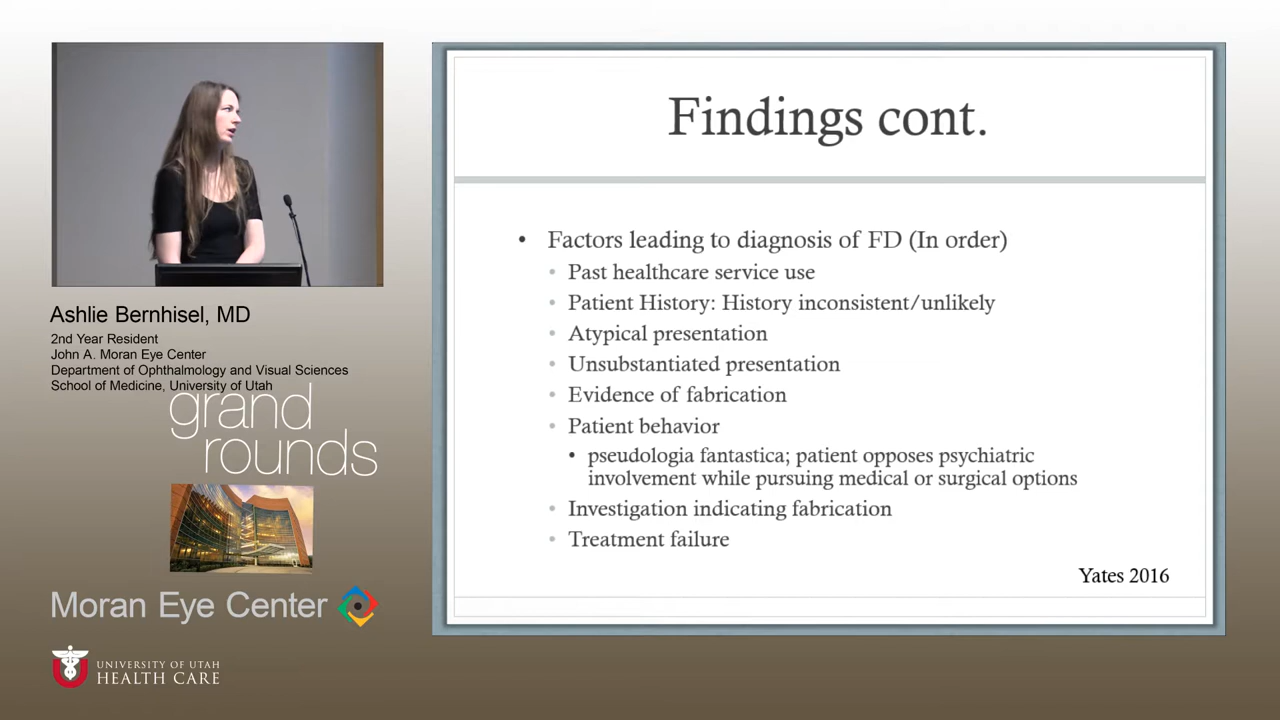 Findings cont.
• Factors leading to diagnosis of FD (In order)
• Past healthcare service use
• Patient History: History inconsistent/unlikely
• Atypical presentation
• Unsubstantiated presentation
• Evidence of fabrication
• Patient behavior
• pseudologia fantastica; patient opposes psychiatric
involvement while pursuing medical or surgical options
• Investigation indicating fabrication
• Treatment failure
Yates 2016
Ashlie Bernhisel, MD
2nd Year Resident
John A. Moran Eye Center
Department of Ophthalmology and Visual Sciences
School of Medicine, University of Utah
grand
rounds
Moran Eye Center
U
UNIVERSITY OF UTAH
HEALTH CARE